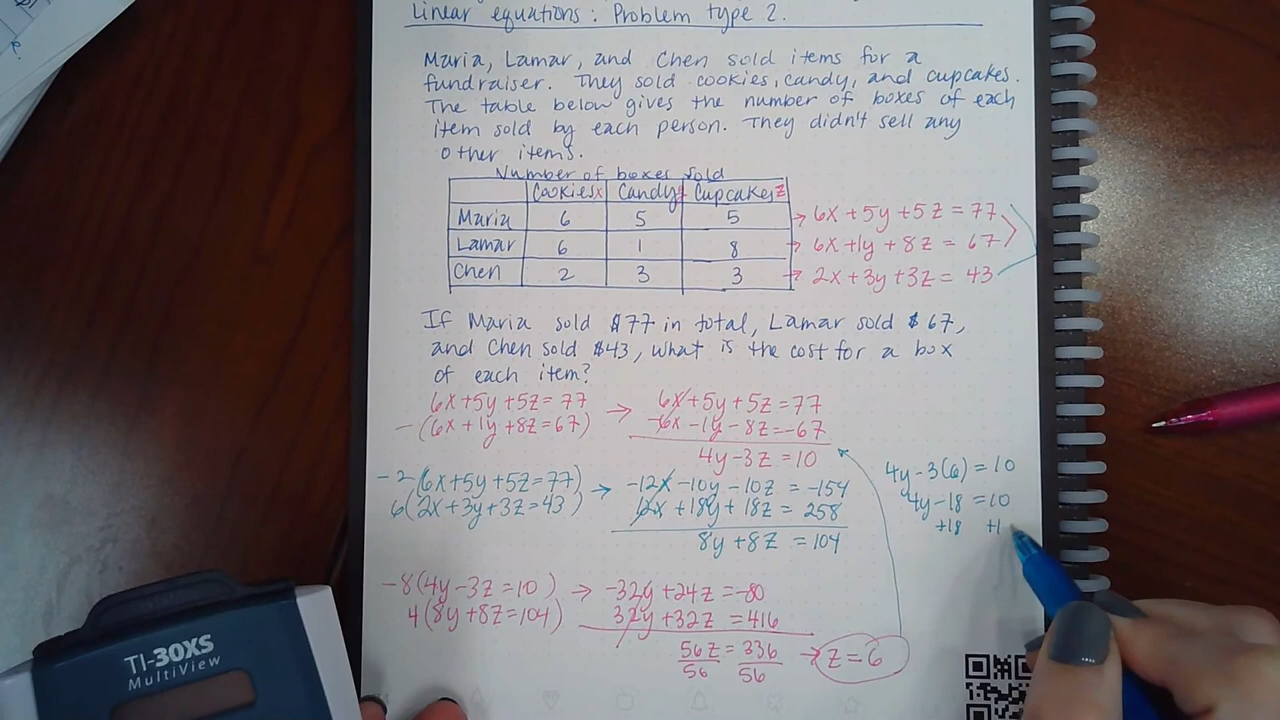 Linear equations: Problem type 2.
Maria, Lamar, and Chen sold items for a
fundraiser. They sold cookies, candy, and cupcakes.
The table below gives the number of boxes of each
item sold by each person. They didn't sell any
other items.
Number of boxes sold
Cookies x Candy y Cupcakes z
Maria 6 5 5 → 6x+5y+5z=77
Lamar 6 1 8 → 6x+1y+8z=67
Chen 2 3 3 → 2x+3y+3z=43
If Maria sold $77 in total, Lamar sold $67,
and Chen sold $43, what is the cost for a box
of each item?
6x+5y+5z=77 → 6x+5y+5z=77
-(6x+1y+8z=67) -6x-1y-8z=-67
4y-3z=10
-2(6x+5y+5z=77) → -12x-10y-10z=-154
6(2x+3y+3z=43) 12x+18y+18z=258
8y+8z=104
-8(4y-3z=10) → -32y+24z=-80
4(8y+8z=104) 32y+32z=416
56z=336 → z=6
56 56
4y-3(6)=10
4y-18=10
+18 +1
TI-30XS
MultiView